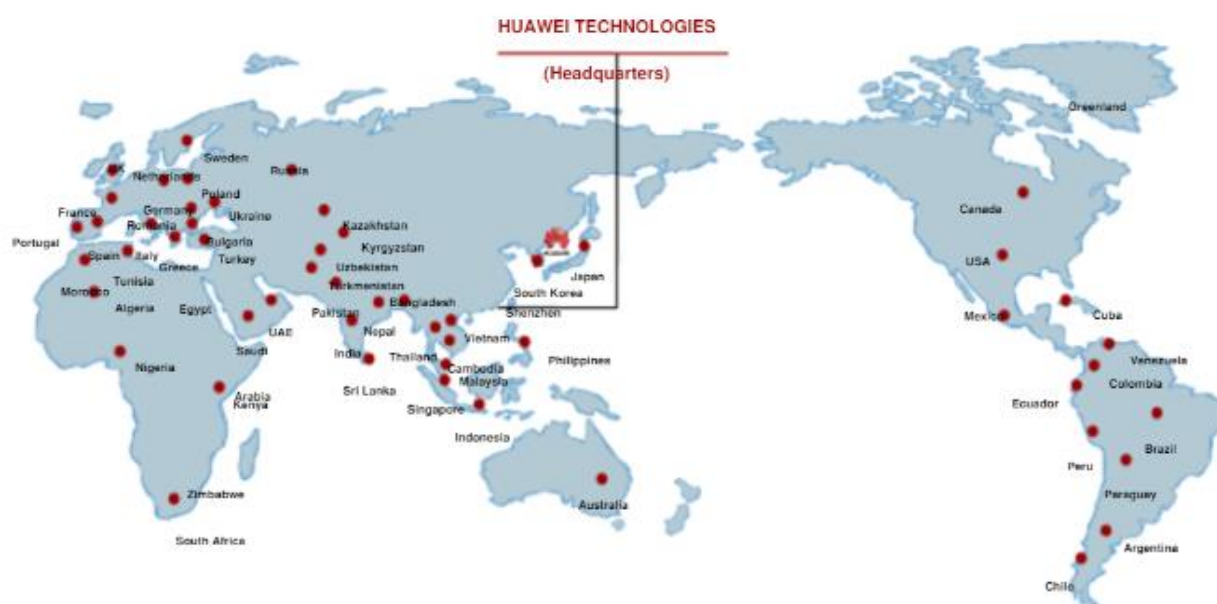 HUAWEI TECHNOLOGIES
(Headquarters)
Greenland
Sweden
UK
Netherlands
Russia
Poland
Canada
France
Germany
Ukraine
Romania
Kazakhstan
Portugal
Bulgaria
Kyrgyzstan
Spain
Italy
Greece
Turkey
Uzbekistan
USA
Japan
Tunisia
Turkmenistan
Morocco
South Korea
Algeria
Egypt
Pakistan
Bangladesh
Shenzhen
Mexico
Cuba
UAE
Nepal
Vietnam
Saudi
India
Thailand
Philippines
Venezuela
Nigeria
Cambodia
Malaysia
Colombia
Arabia
Sri Lanka
Kenya
Singapore
Ecuador
Indonesia
Brazil
Peru
Zimbabwe
Paraguay
Australia
South Africa
Argentina
Chile